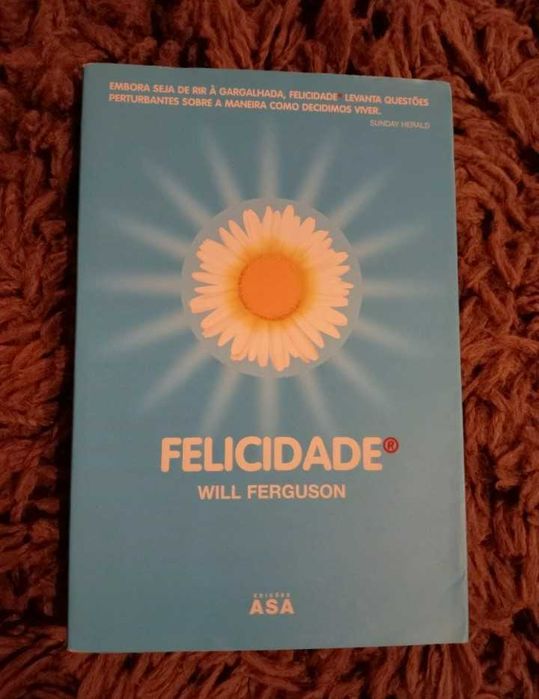 EMBORA SEJA DE RIR À GARGALHADA, FELICIDADE® LEVANTA QUESTÕES
PERTURBANTES SOBRE A MANEIRA COMO DECIDIMOS VIVER.
SUNDAY HERALD
FELICIDADE®
WILL FERGUSON
EDIÇÕES
ASA